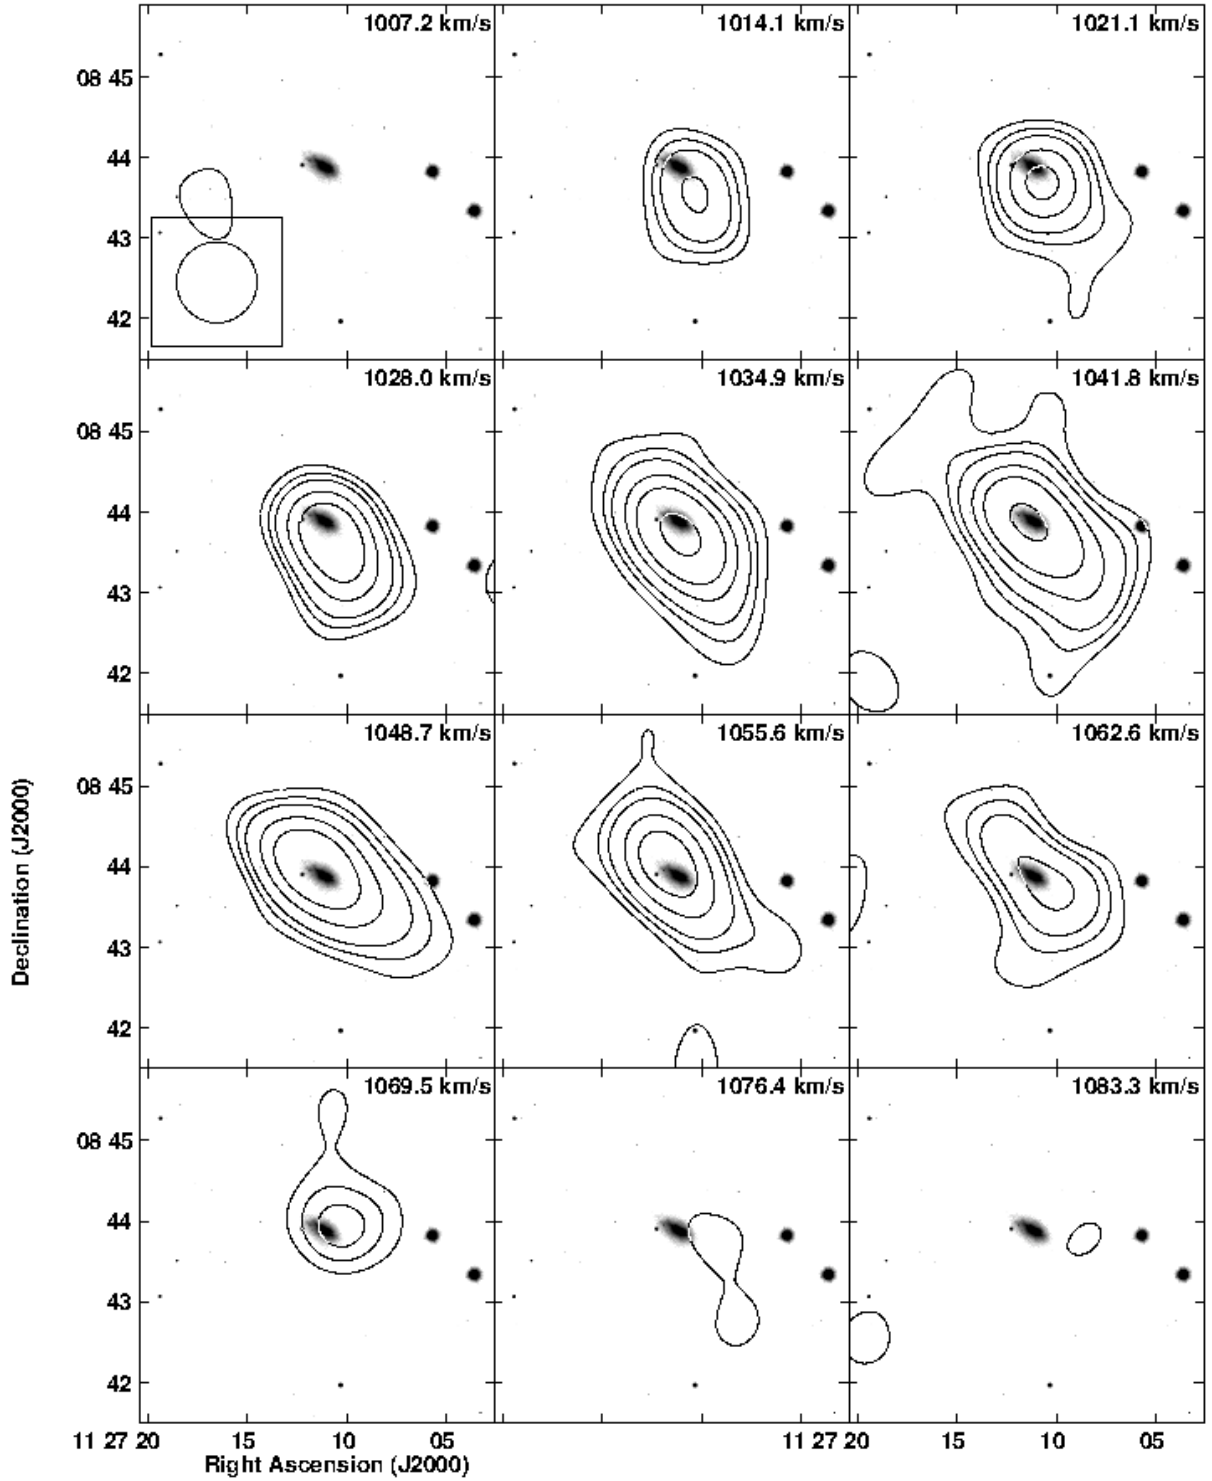 1007.2 km/s 1014.1 km/s 1021.1 km/s
08 45
44
43
42
1028.0 km/s 1034.9 km/s 1041.8 km/s
08 45
44
43
42
1048.7 km/s 1055.6 km/s 1062.6 km/s
08 45
44
43
42
Declination (J2000)
1069.5 km/s 1076.4 km/s 1083.3 km/s
08 45
44
43
42
11 27 20 15 10 05 11 27 20 15 10 05
Right Ascension (J2000)